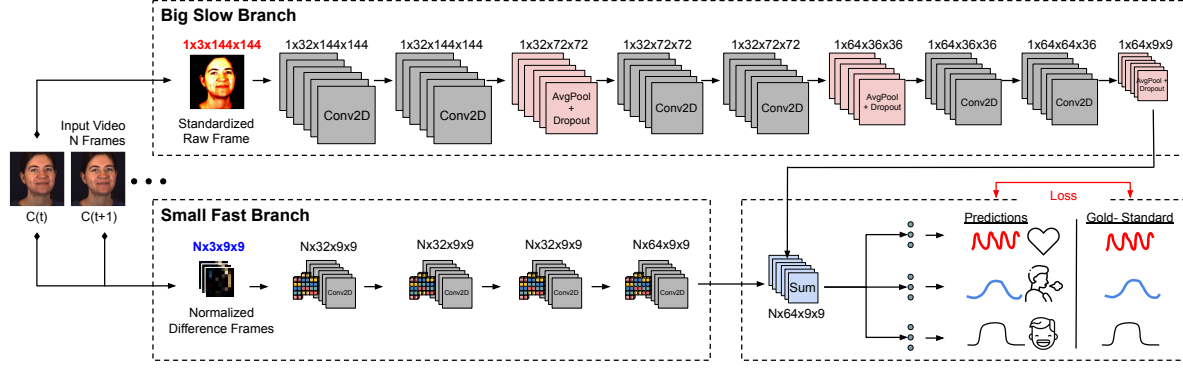 Big Slow Branch
1x3x144x144
1x32x144x144
1x32x144x144
1x32x72x72
1x32x72x72
1x32x72x72
1x64x36x36
1x64x36x36
1x64x64x36
1x64x9x9
Conv2D
Conv2D
AvgPool
+
Dropout
Conv2D
Conv2D
AvgPool
+ Dropout
Conv2D
Conv2D
AvgPool +
Dropout
Standardized
Raw Frame
Input Video
N Frames
C(t)
C(t+1)
Small Fast Branch
Nx3x9x9
Nx32x9x9
Nx32x9x9
Nx32x9x9
Nx64x9x9
Conv2D
Conv2D
Conv2D
Conv2D
Normalized
Difference Frames
Sum
Nx64x9x9
Loss
Predictions
Gold- Standard